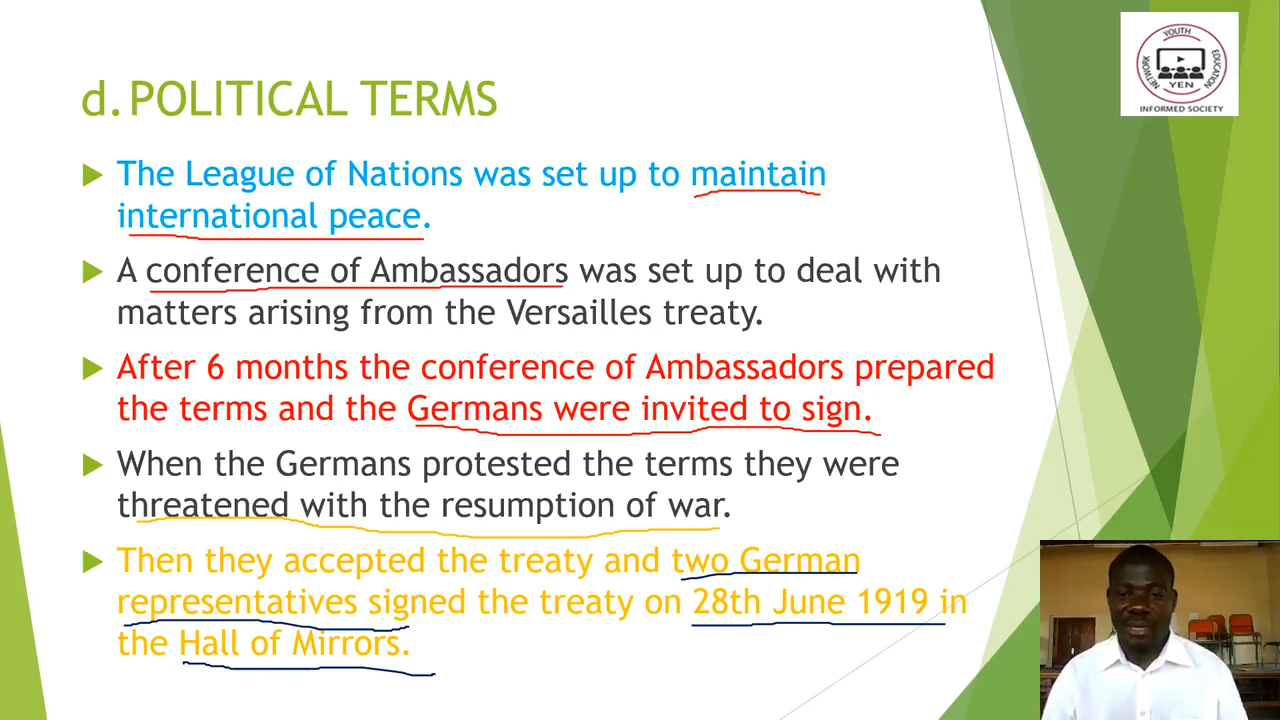 d. POLITICAL TERMS
The League of Nations was set up to maintain
international peace.
A conference of Ambassadors was set up to deal with
matters arising from the Versailles treaty.
After 6 months the conference of Ambassadors prepared
the terms and the Germans were invited to sign.
When the Germans protested the terms they were
threatened with the resumption of war.
Then they accepted the treaty and two German
representatives signed the treaty on 28th June 1919 in
the Hall of Mirrors.
YOUTH
EDUCATION
NETWORK
YEN
INFORMED SOCIETY